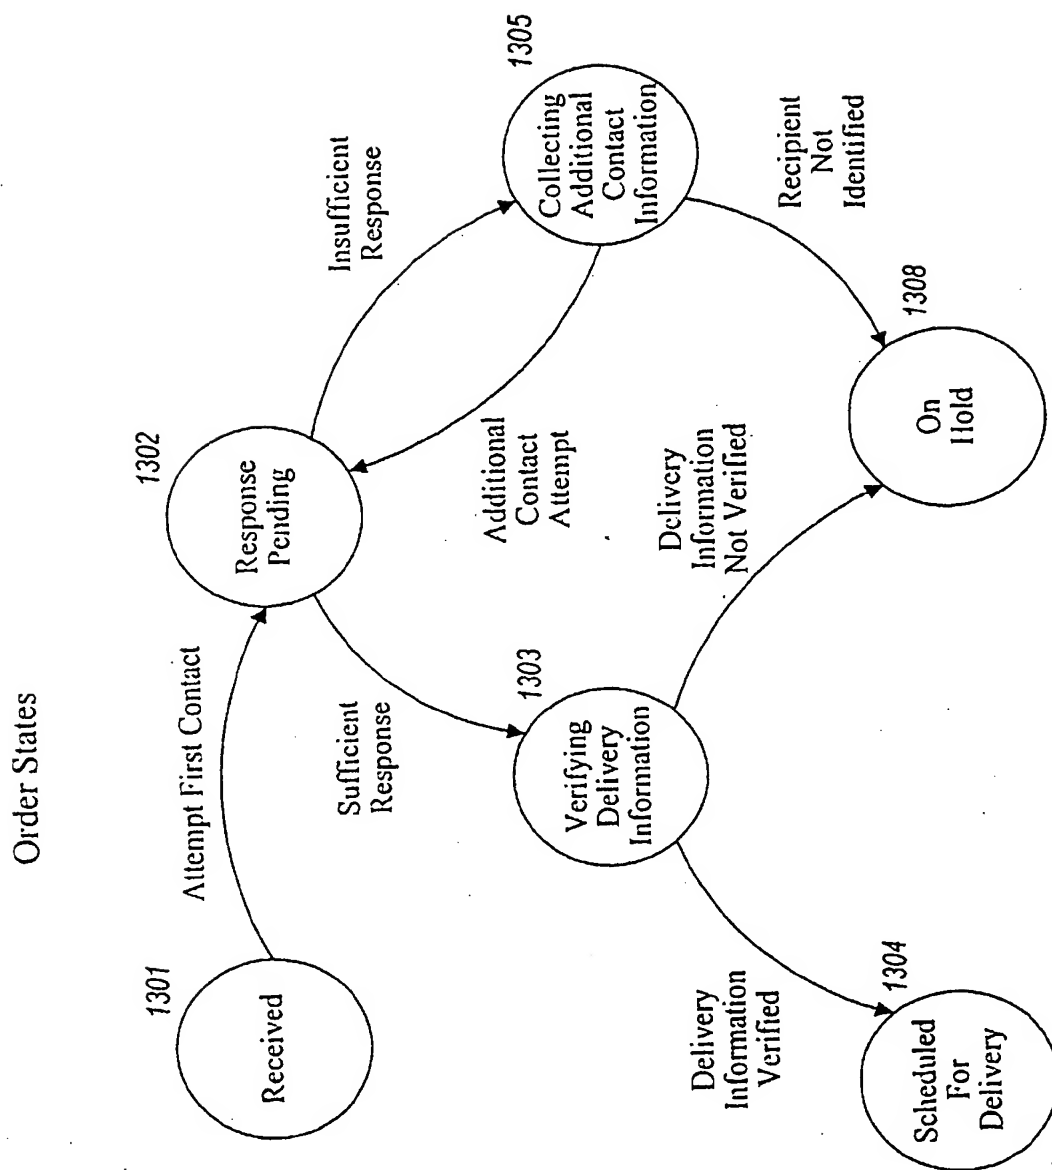 Order States
1301
Received
Attempt First Contact
1302
Response
Pending
Insufficient
Response
1305
Collecting
Additional
Contact
Information
Sufficient
Response
Additional
Contact
Attempt
Recipient
Not
Identified
1303
Verifying
Delivery
Information
Delivery
Information
Not Verified
1308
On
Hold
Delivery
Information
Verified
1304
Scheduled
For
Delivery